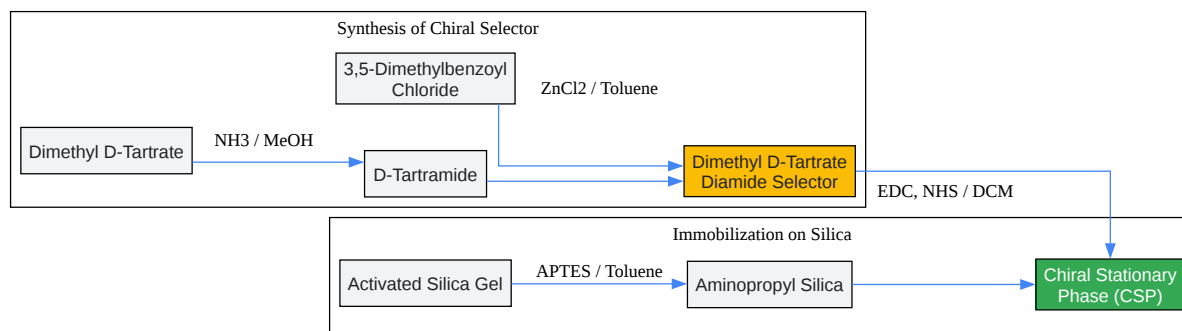 Synthesis of Chiral Selector
3,5-Dimethylbenzoyl
Chloride
ZnCl2 / Toluene
Dimethyl D-Tartrate
NH3 / MeOH
D-Tartramide
Dimethyl D-Tartrate
Diamide Selector
EDC, NHS / DCM
Immobilization on Silica
Activated Silica Gel
APTES / Toluene
Aminopropyl Silica
Chiral Stationary
Phase (CSP)